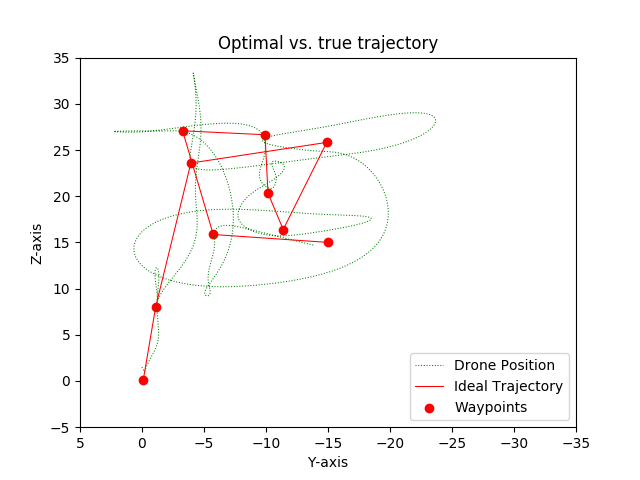 Optimal vs. true trajectory
35
30
25
20
15
10
5
0
−5
Z-axis
5 0 −5 −10 −15 −20 −25 −30 −35
Y-axis
Drone Position
Ideal Trajectory
Waypoints